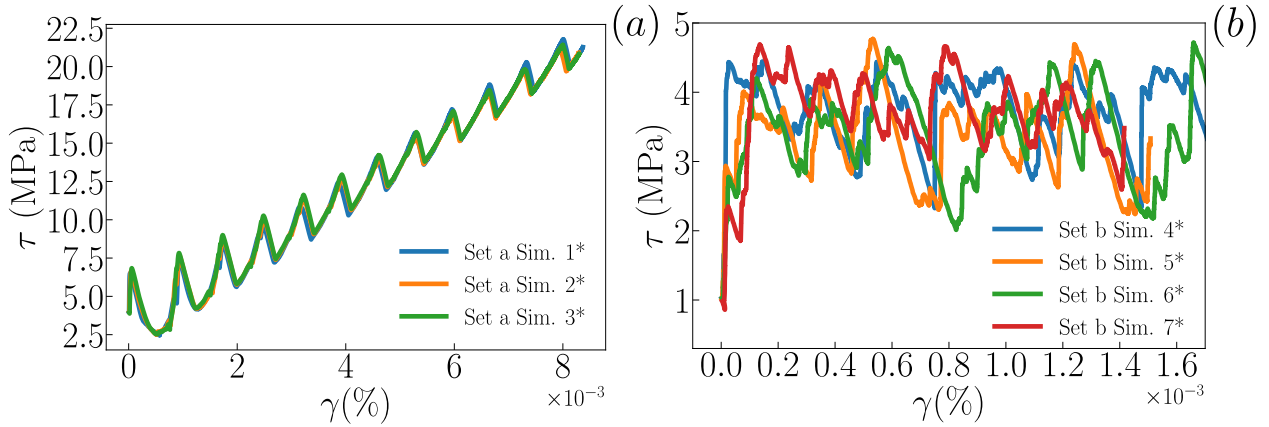 (a)
22.5
20.0
17.5
15.0
12.5
10.0
7.5
5.0
2.5
τ (MPa)
0 2 4 6 8
×10⁻³
γ(%)
Set a Sim. 1*
Set a Sim. 2*
Set a Sim. 3*
(b)
5
4
3
2
1
τ (MPa)
0.0 0.2 0.4 0.6 0.8 1.0 1.2 1.4 1.6
×10⁻³
γ(%)
Set b Sim. 4*
Set b Sim. 5*
Set b Sim. 6*
Set b Sim. 7*